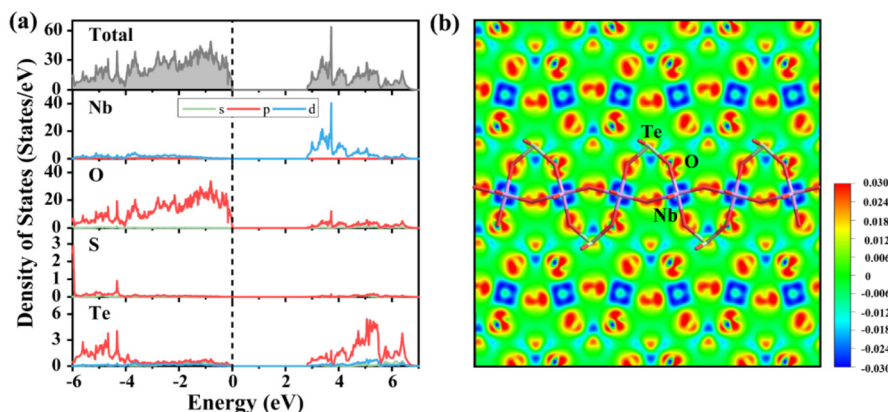 (a)
Density of States (States/eV)
60
30
0
Total
40
20
0
Nb
s p d
40
20
0
O
3
2
1
0
S
6
3
0
Te
-6 -4 -2 0 2 4 6
Energy (eV)
(b)
Te
O
Nb
0.030
0.024
0.018
0.012
0.006
0
-0.006
-0.012
-0.018
-0.024
-0.030